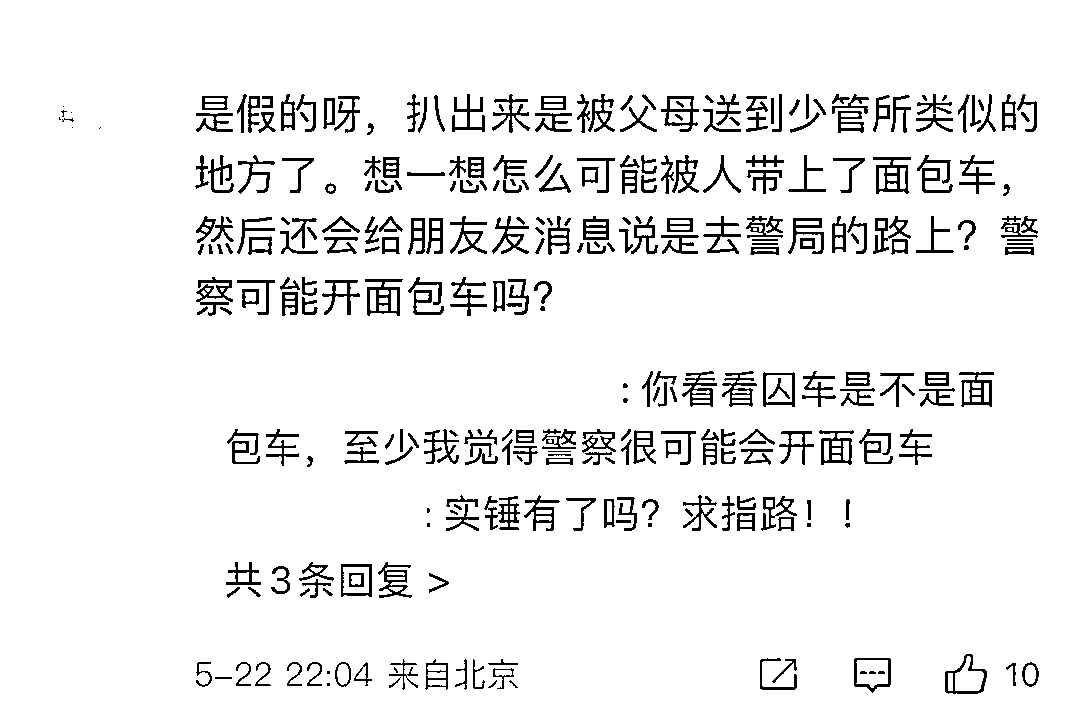 是假的呀，扒出来是被父母送到少管所类似的
地方了。想一想怎么可能被人带上了面包车，
然后还会给朋友发消息说是去警局的路上？警
察可能开面包车吗？
：你看看囚车是不是面
包车，至少我觉得警察很可能会开面包车
：实锤有了吗？求指路！！
共3条回复 >
5-22 22:04 来自北京
10